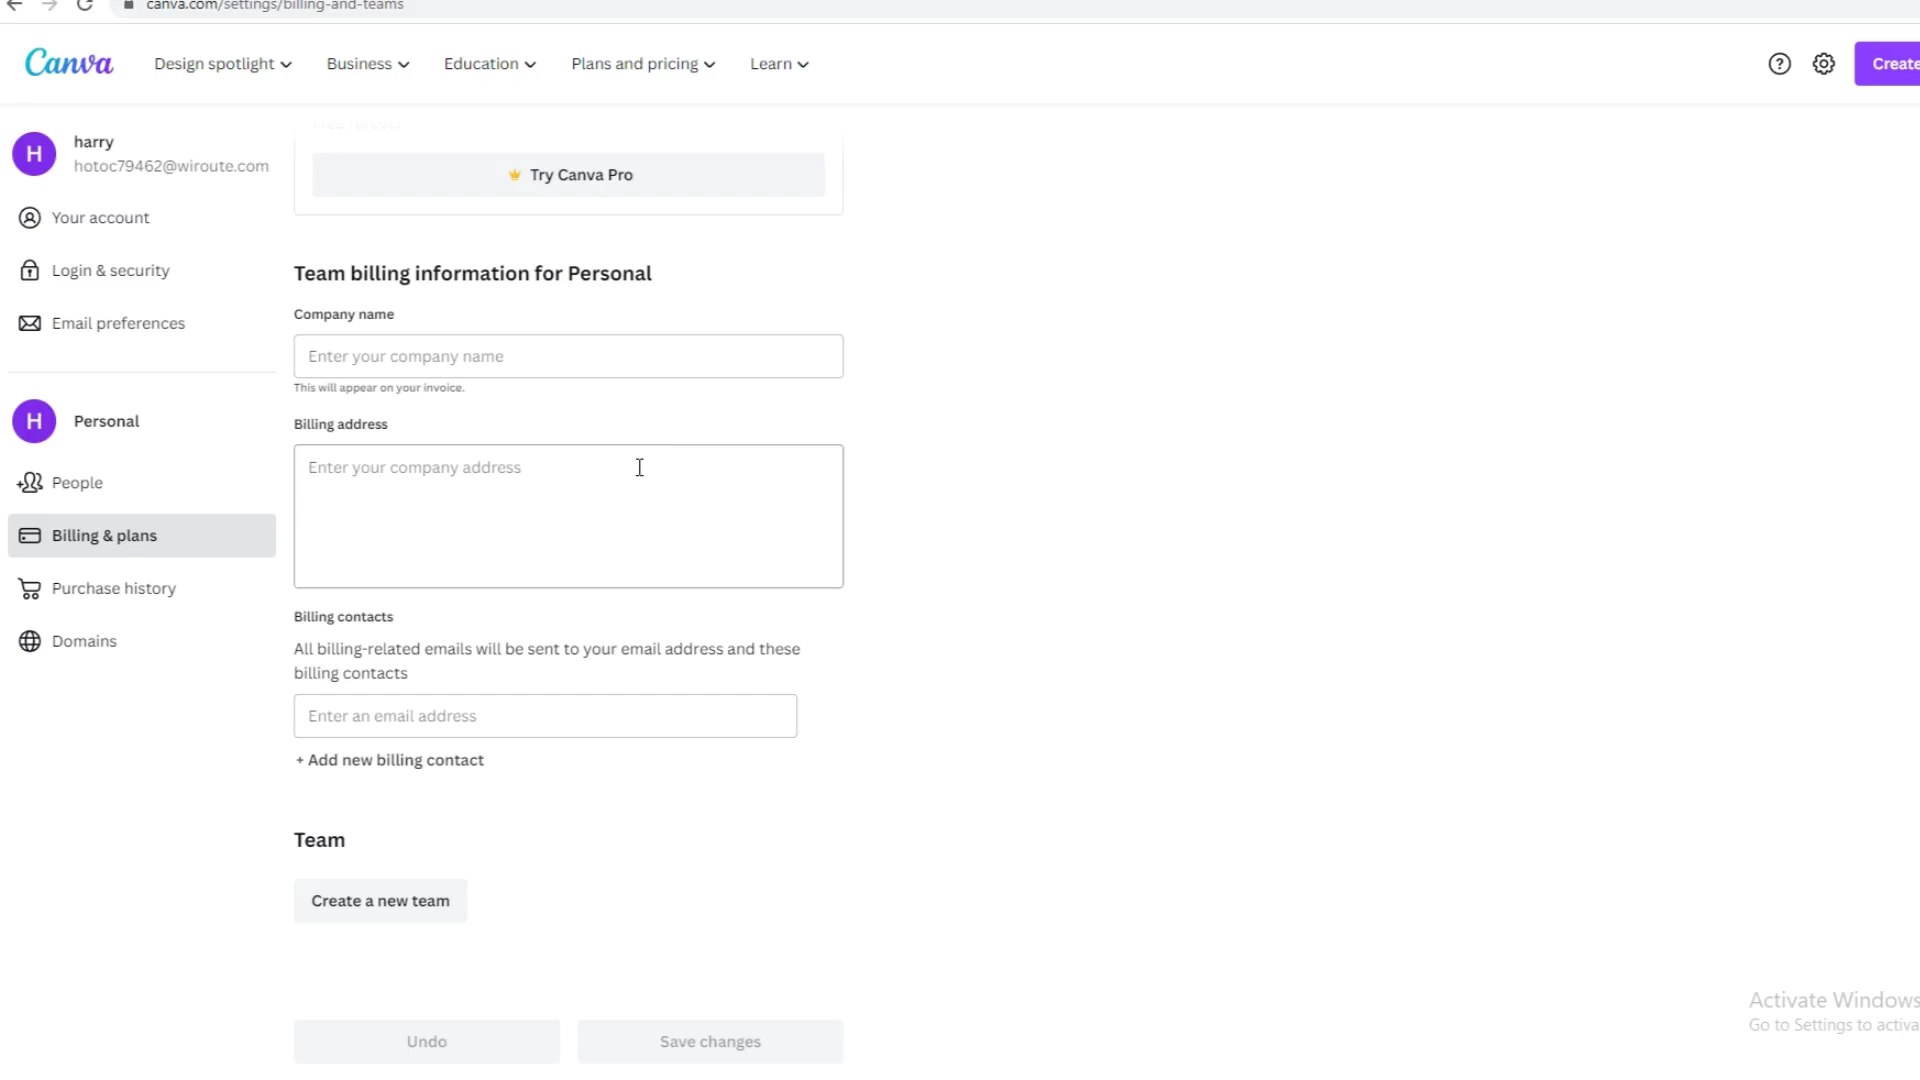 canva.com/settings/billing-and-teams
Canva
Design spotlight
Business
Education
Plans and pricing
Learn
?
Create
H
harry
hotoc79462@wiroute.com
Your account
Login & security
Email preferences
H
Personal
People
Billing & plans
Purchase history
Domains
Try Canva Pro
Team billing information for Personal
Company name
Enter your company name
This will appear on your invoice.
Billing address
Enter your company address
Billing contacts
All billing-related emails will be sent to your email address and these
billing contacts
Enter an email address
+ Add new billing contact
Team
Create a new team
Undo
Save changes
Activate Windows
Go to Settings to activa